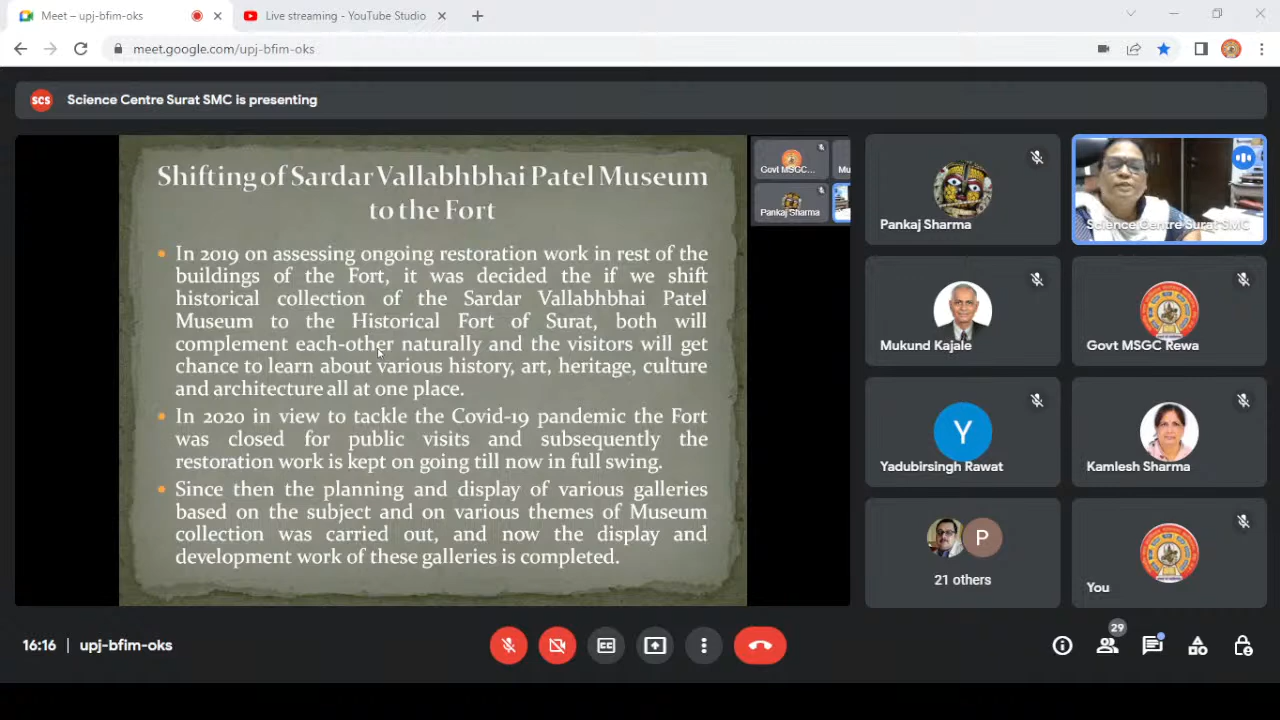 Meet – upj-bfim-oks
Live streaming - YouTube Studio
meet.google.com/upj-bfim-oks
SCS
Science Centre Surat SMC is presenting
Shifting of Sardar Vallabhbhai Patel Museum
to the Fort
In 2019 on assessing ongoing restoration work in rest of the
buildings of the Fort, it was decided the if we shift
historical collection of the Sardar Vallabhbhai Patel
Museum to the Historical Fort of Surat, both will
complement each-other naturally and the visitors will get
chance to learn about various history, art, heritage, culture
and architecture all at one place.
In 2020 in view to tackle the Covid-19 pandemic the Fort
was closed for public visits and subsequently the
restoration work is kept on going till now in full swing.
Since then the planning and display of various galleries
based on the subject and on various themes of Museum
collection was carried out, and now the display and
development work of these galleries is completed.
Govt MSGC...
Mu
Pankaj Sharma
Pankaj Sharma
Science Centre Surat SMC
Mukund Kajale
Govt MSGC Rewa
Y
Yadubirsingh Rawat
Kamlesh Sharma
P
21 others
You
16:16 | upj-bfim-oks
CC
29